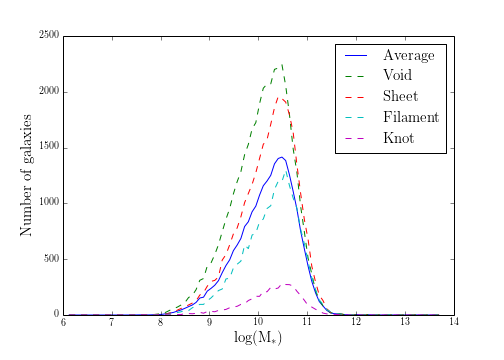 2500
2000
1500
1000
500
0
Number of galaxies
Average
Void
Sheet
Filament
Knot
6 7 8 9 10 11 12 13 14
log(M*)